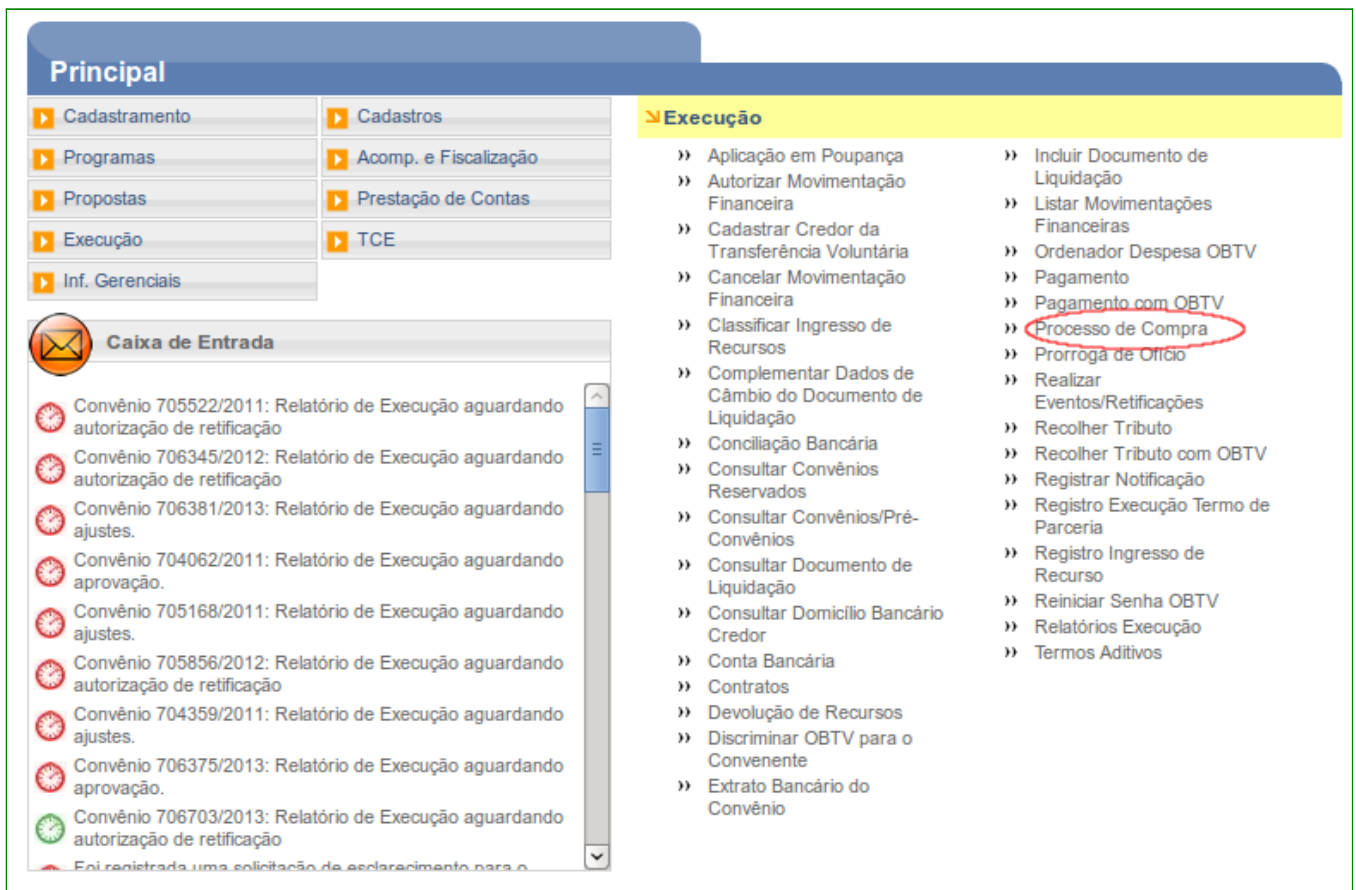 Principal
Cadastramento
Cadastros
Programas
Acomp. e Fiscalização
Propostas
Prestação de Contas
Execução
TCE
Inf. Gerenciais
Caixa de Entrada
Convênio 705522/2011: Relatório de Execução aguardando
autorização de retificação
Convênio 706345/2012: Relatório de Execução aguardando
autorização de retificação
Convênio 706381/2013: Relatório de Execução aguardando
ajustes.
Convênio 704062/2011: Relatório de Execução aguardando
aprovação.
Convênio 705168/2011: Relatório de Execução aguardando
ajustes.
Convênio 705856/2012: Relatório de Execução aguardando
autorização de retificação
Convênio 704359/2011: Relatório de Execução aguardando
ajustes.
Convênio 706375/2013: Relatório de Execução aguardando
aprovação.
Convênio 706703/2013: Relatório de Execução aguardando
autorização de retificação
Foi registrada uma solicitação de esclarecimento para o
Execução
Aplicação em Poupança
Autorizar Movimentação
Financeira
Cadastrar Credor da
Transferência Voluntária
Cancelar Movimentação
Financeira
Classificar Ingresso de
Recursos
Complementar Dados de
Câmbio do Documento de
Liquidação
Conciliação Bancária
Consultar Convênios
Reservados
Consultar Convênios/Pré-
Convênios
Consultar Documento de
Liquidação
Consultar Domicílio Bancário
Credor
Conta Bancária
Contratos
Devolução de Recursos
Discriminar OBTV para o
Convenente
Extrato Bancário do
Convênio
Incluir Documento de
Liquidação
Listar Movimentações
Financeiras
Ordenador Despesa OBTV
Pagamento
Pagamento com OBTV
Processo de Compra
Prorroga de Ofício
Realizar
Eventos/Retificações
Recolher Tributo
Recolher Tributo com OBTV
Registrar Notificação
Registro Execução Termo de
Parceria
Registro Ingresso de
Recurso
Reiniciar Senha OBTV
Relatórios Execução
Termos Aditivos